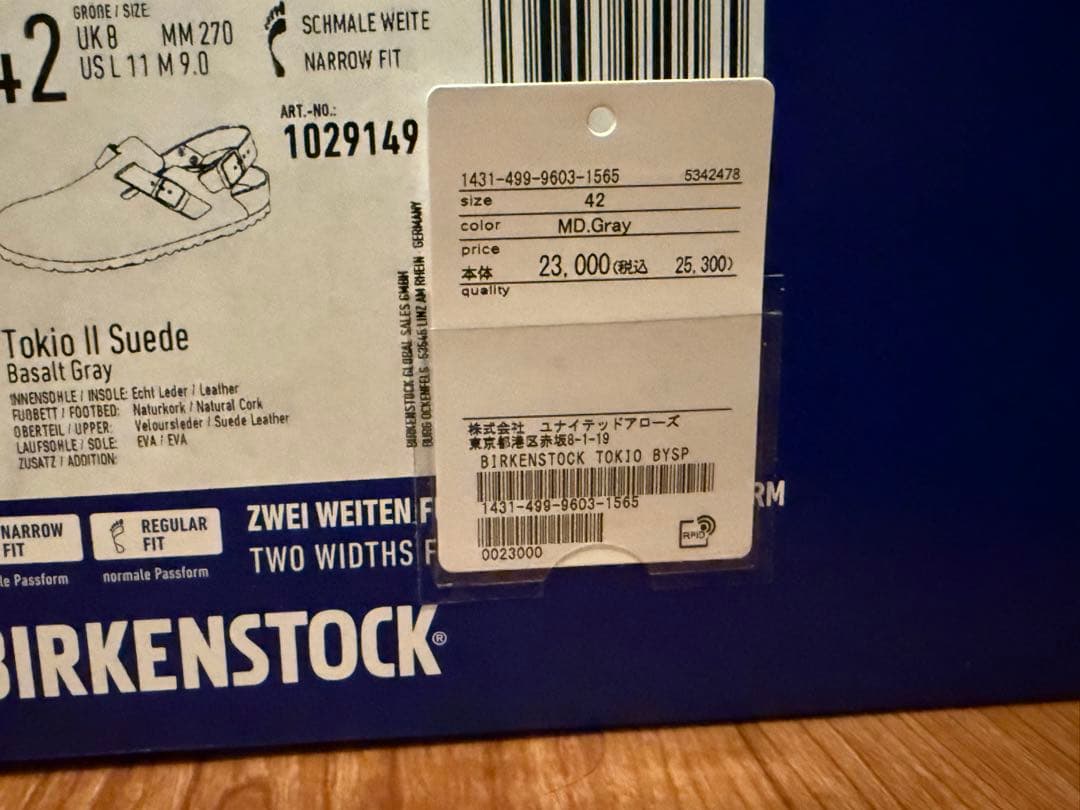 42
GRÖßE / SIZE
UK 8 MM 270
US L 11 M 9.0
SCHMALE WEITE
NARROW FIT
ART.-NO.:
1029149
Tokio II Suede
Basalt Gray
INNENSOHLE / INSOLE: Echt Leder / Leather
FUßBETT / FOOTBED: Naturkork / Natural Cork
OBERTEIL / UPPER: Veloursleder / Suede Leather
LAUFSOHLE / SOLE: EVA / EVA
ZUSATZ / ADDITION:
BIRKENSTOCK GLOBAL SALES GMBH
BURG OCKENFELS 53545 LINZ AM RHEIN GERMANY
1431-499-9603-1565 5342478
size 42
color MD.Gray
price
本体 23,000(税込 25,300)
quality
株式会社 ユナイテッドアローズ
東京都港区赤坂8-1-19
BIRKENSTOCK TOKIO BYSP
1431-499-9603-1565
0023000
RFID
NARROW
FIT
le Passform
REGULAR
FIT
normale Passform
ZWEI WEITEN F
TWO WIDTHS F
RM
BIRKENSTOCK®